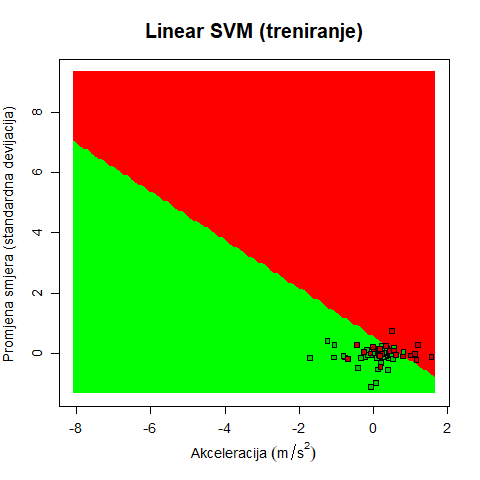 Linear SVM (treniranje)
Promjena smjera (standardna devijacija)
8
6
4
2
0
-8 -6 -4 -2 0 2
Akceleracija (m/s²)